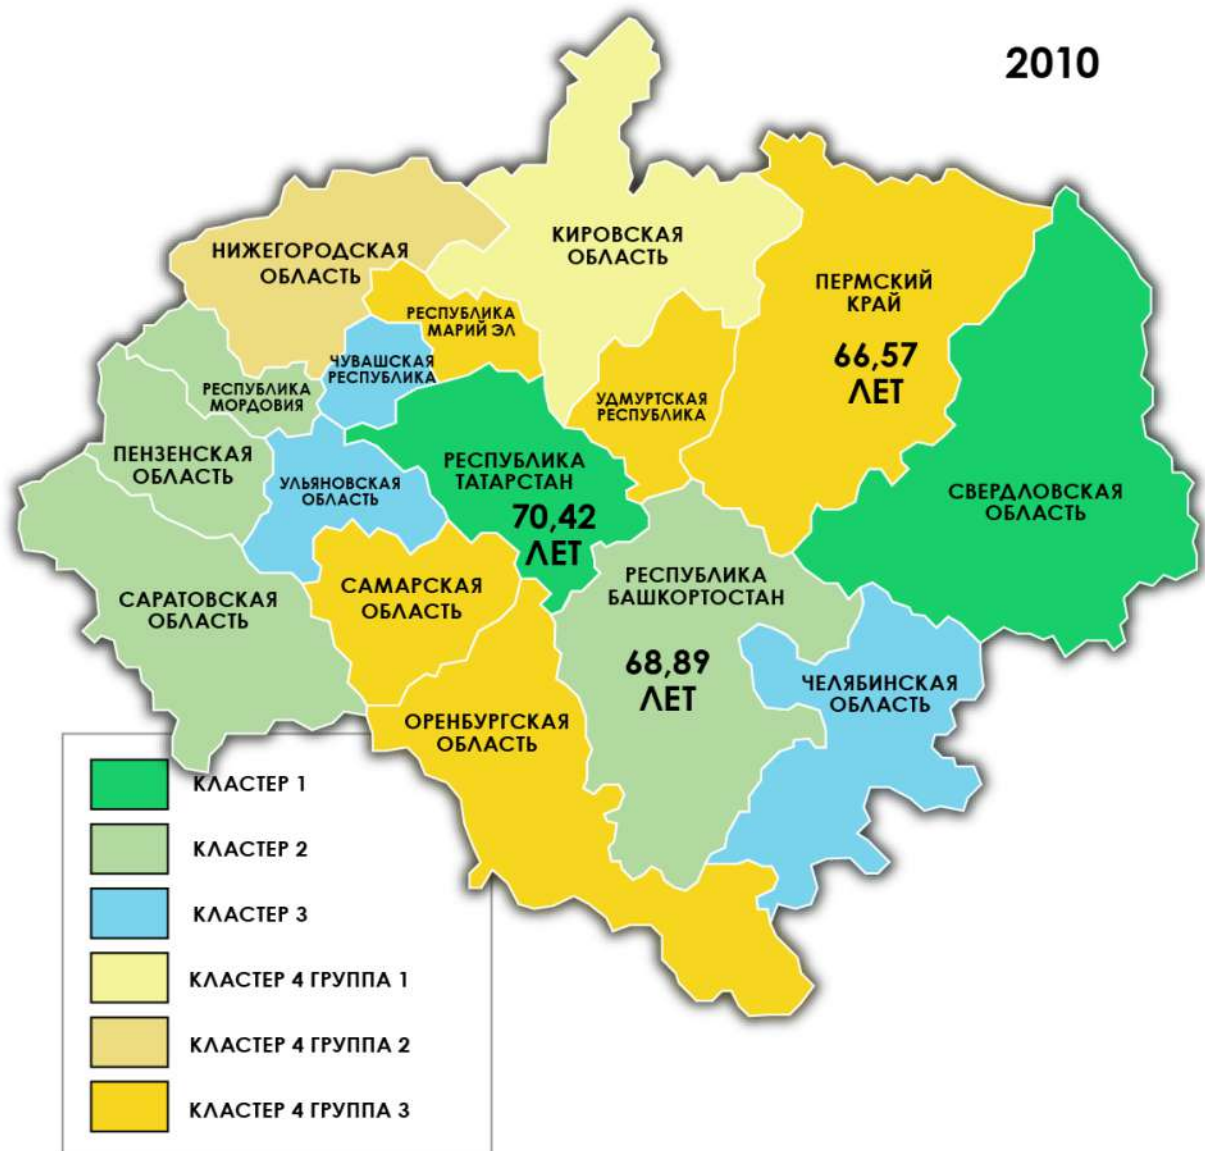 2010
КИРОВСКАЯ
ОБЛАСТЬ
НИЖЕГОРОДСКАЯ
ОБЛАСТЬ
ПЕРМСКИЙ
КРАЙ
66,57
ЛЕТ
РЕСПУБЛИКА
МАРИЙ ЭЛ
ЧУВАШСКАЯ
РЕСПУБЛИКА
РЕСПУБЛИКА
МОРДОВИЯ
УДМУРТСКАЯ
РЕСПУБЛИКА
ПЕНЗЕНСКАЯ
ОБЛАСТЬ
УЛЬЯНОВСКАЯ
ОБЛАСТЬ
РЕСПУБЛИКА
ТАТАРСТАН
70,42
ЛЕТ
СВЕРДЛОВСКАЯ
ОБЛАСТЬ
САРАТОВСКАЯ
ОБЛАСТЬ
САМАРСКАЯ
ОБЛАСТЬ
РЕСПУБЛИКА
БАШКОРТОСТАН
68,89
ЛЕТ
ЧЕЛЯБИНСКАЯ
ОБЛАСТЬ
ОРЕНБУРГСКАЯ
ОБЛАСТЬ
КЛАСТЕР 1
КЛАСТЕР 2
КЛАСТЕР 3
КЛАСТЕР 4 ГРУППА 1
КЛАСТЕР 4 ГРУППА 2
КЛАСТЕР 4 ГРУППА 3